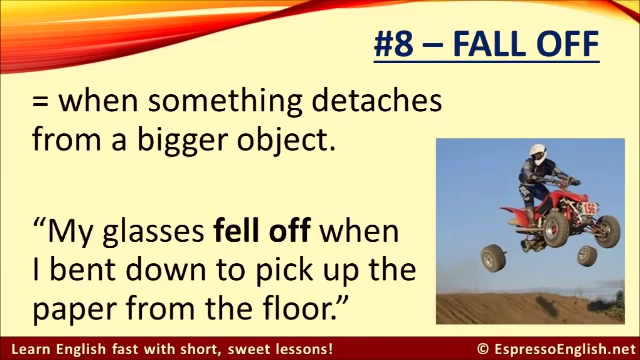 #8 – FALL OFF
= when something detaches
from a bigger object.
“My glasses fell off when
I bent down to pick up the
paper from the floor.”
156
Learn English fast with short, sweet lessons!
© EspressoEnglish.net